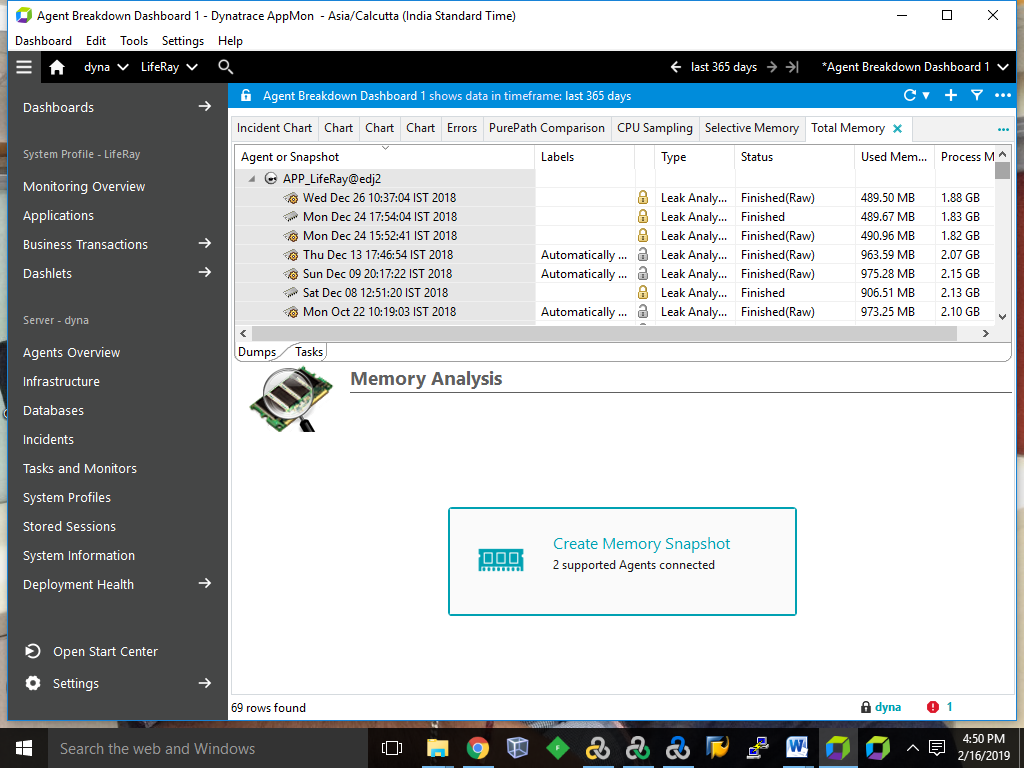 Agent Breakdown Dashboard 1 - Dynatrace AppMon - Asia/Calcutta (India Standard Time)
Dashboard Edit Tools Settings Help
dyna LifeRay last 365 days *Agent Breakdown Dashboard 1
Agent Breakdown Dashboard 1 shows data in timeframe: last 365 days
Dashboards
System Profile - LifeRay
Monitoring Overview
Applications
Business Transactions
Dashlets
Server - dyna
Agents Overview
Infrastructure
Databases
Incidents
Tasks and Monitors
System Profiles
Stored Sessions
System Information
Deployment Health
Open Start Center
Settings
Incident Chart Chart Chart Chart Errors PurePath Comparison CPU Sampling Selective Memory Total Memory
Agent or Snapshot Labels Type Status Used Mem... Process M
APP_LifeRay@edj2
Wed Dec 26 10:37:04 IST 2018 Leak Analy... Finished(Raw) 489.50 MB 1.88 GB
Mon Dec 24 17:54:04 IST 2018 Leak Analy... Finished 489.67 MB 1.83 GB
Mon Dec 24 15:52:41 IST 2018 Leak Analy... Finished(Raw) 490.96 MB 1.82 GB
Thu Dec 13 17:46:54 IST 2018 Automatically ... Leak Analy... Finished(Raw) 963.59 MB 2.07 GB
Sun Dec 09 20:17:22 IST 2018 Automatically ... Leak Analy... Finished(Raw) 975.28 MB 2.15 GB
Sat Dec 08 12:51:20 IST 2018 Leak Analy... Finished 906.51 MB 2.13 GB
Mon Oct 22 10:19:03 IST 2018 Automatically ... Leak Analy... Finished(Raw) 973.25 MB 2.10 GB
Dumps Tasks
Memory Analysis
Create Memory Snapshot
2 supported Agents connected
69 rows found dyna 1
Search the web and Windows
4:50 PM
2/16/2019